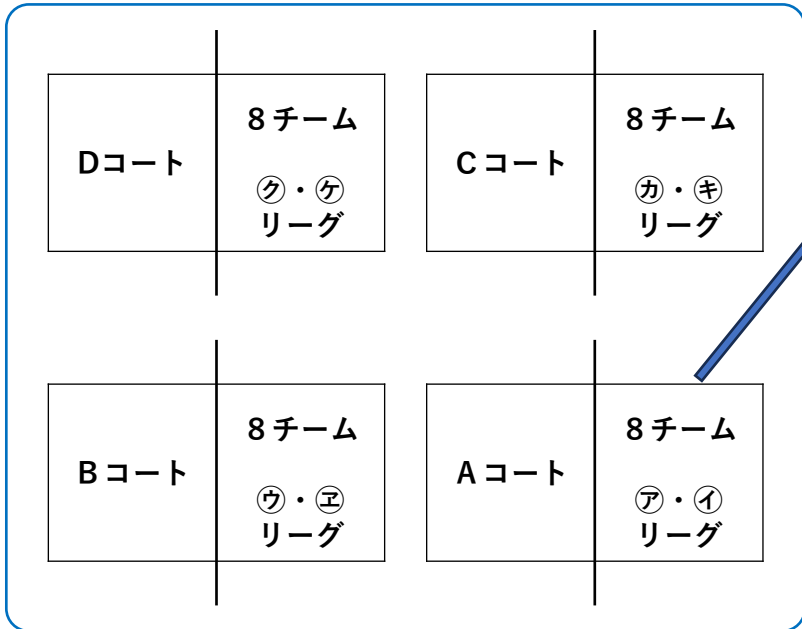 Dコート
８チーム
㋗・㋘
リーグ
Ｃコート
８チーム
㋕・㋖
リーグ
Ｂコート
８チーム
㋒・㋽
リーグ
Ａコート
８チーム
㋐・㋑
リーグ